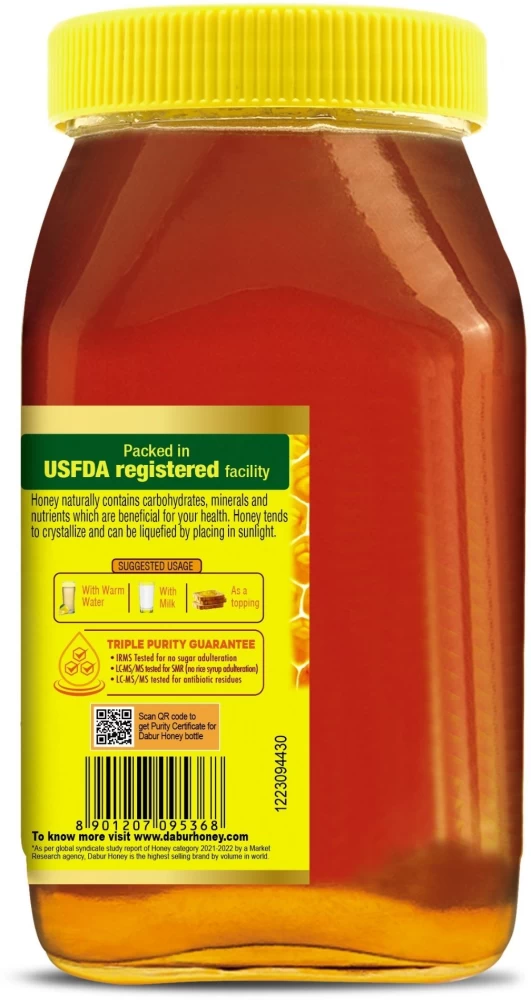 Packed in
USFDA registered facility
Honey naturally contains carbohydrates, minerals and
nutrients which are beneficial for your health. Honey tends
to crystallize and can be liquefied by placing in sunlight.
SUGGESTED USAGE
With Warm
Water
With
Milk
As a
topping
TRIPLE PURITY GUARANTEE
• IRMS Tested for no sugar adulteration
• LC-MS/MS tested for SMR (no rice syrup adulteration)
• LC-MS/MS tested for antibiotic residues
Scan QR code to
get Purity Certificate for
Dabur Honey bottle
8 901207 095368
1223094430
To know more visit www.daburhoney.com
*As per global syndicate study report of Honey category 2021-2022 by a Market
Research agency, Dabur Honey is the highest selling brand by volume in world.